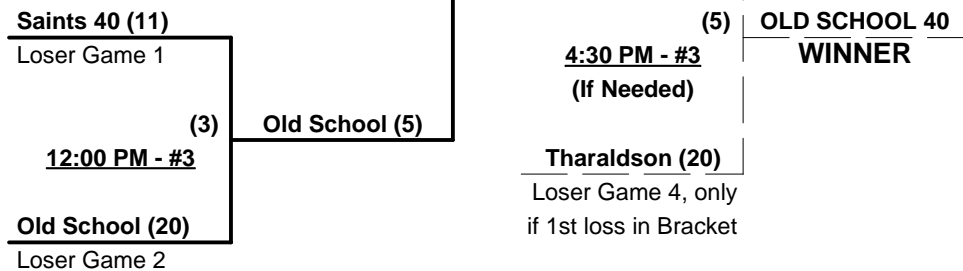 Saints 40 (11)
Loser Game 1
(3)
12:00 PM - #3
Old School (5)
Old School (20)
Loser Game 2
(5)
4:30 PM - #3
(If Needed)
OLD SCHOOL 40
WINNER
Tharaldson (20)
Loser Game 4, only
if 1st loss in Bracket